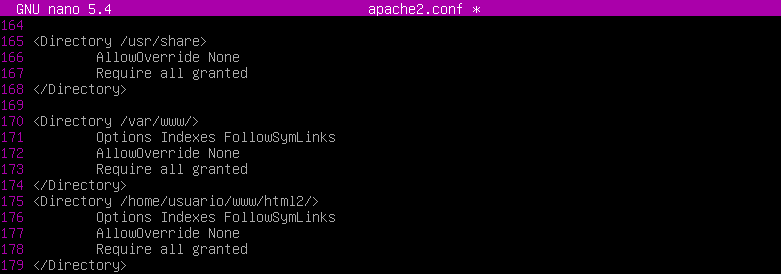 GNU nano 5.4 apache2.conf *
164
165 <Directory /usr/share>
166 AllowOverride None
167 Require all granted
168 </Directory>
169
170 <Directory /var/www/>
171 Options Indexes FollowSymLinks
172 AllowOverride None
173 Require all granted
174 </Directory>
175 <Directory /home/usuario/www/html2/>
176 Options Indexes FollowSymLinks
177 AllowOverride None
178 Require all granted
179 </Directory>